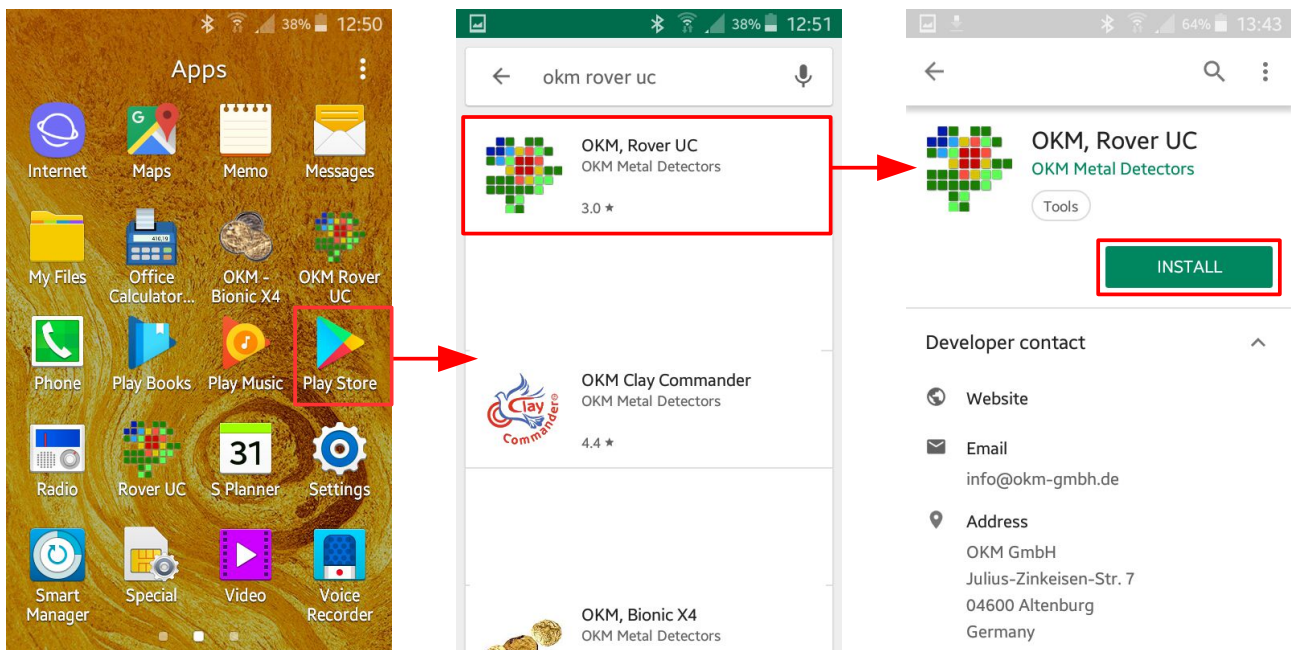 38% 12:50
Apps
G
Internet
Maps
Memo
Messages
410,19
My Files
Office
Calculator...
OKM -
Bionic X4
OKM Rover
UC
Phone
Play Books
Play Music
Play Store
31
Radio
Rover UC
S Planner
Settings
Smart
Manager
Special
Video
Voice
Recorder
38% 12:51
okm rover uc
OKM, Rover UC
OKM Metal Detectors
3.0 ★
Clay®
Commander
OKM Clay Commander
OKM Metal Detectors
4.4 ★
OKM, Bionic X4
OKM Metal Detectors
64% 13:43
OKM, Rover UC
OKM Metal Detectors
Tools
INSTALL
Developer contact
Website
Email
info@okm-gmbh.de
Address
OKM GmbH
Julius-Zinkeisen-Str. 7
04600 Altenburg
Germany